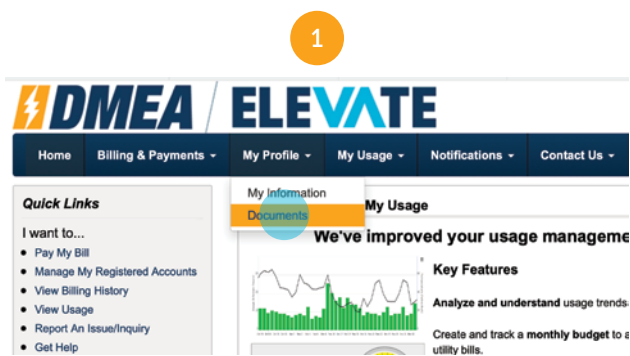 1
DMEA / ELEVATE
Home Billing & Payments My Profile My Usage Notifications Contact Us
My Information
Documents
Quick Links
I want to...
Pay My Bill
Manage My Registered Accounts
View Billing History
View Usage
Report An Issue/Inquiry
Get Help
My Usage
We've improved your usage manageme
Key Features
Analyze and understand usage trends
Create and track a monthly budget to a
utility bills.